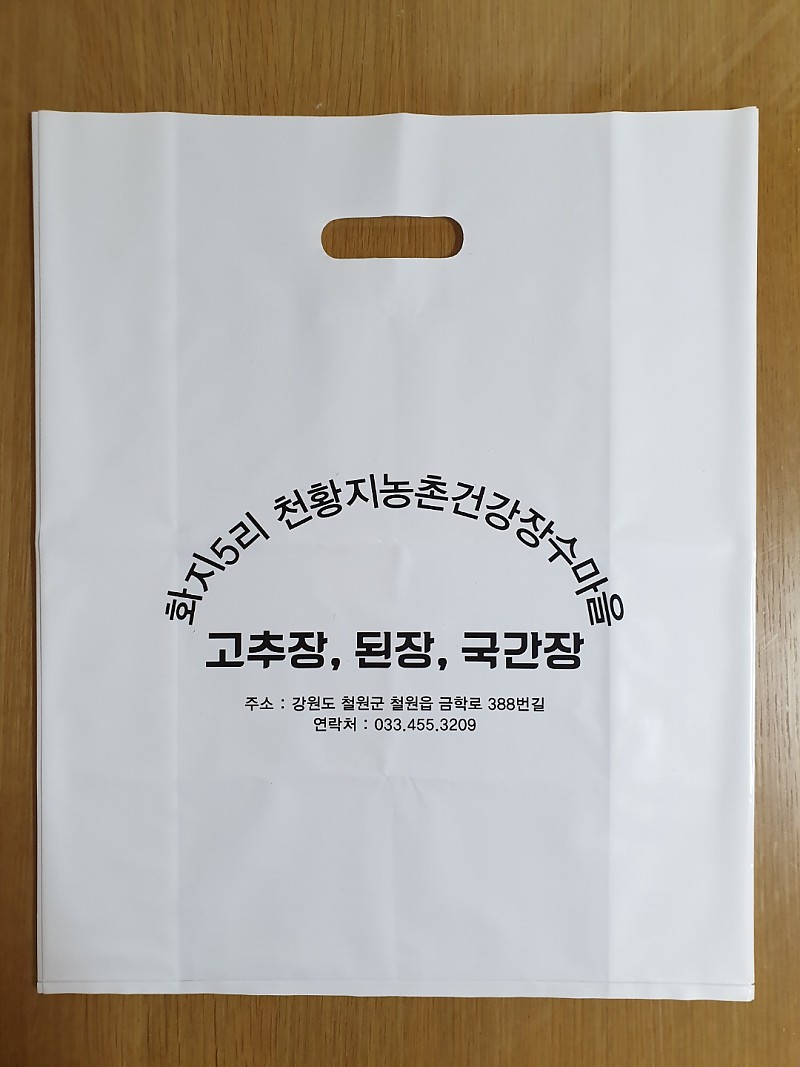 화지5리 천황지농촌건강장수마을
고추장, 된장, 국간장
주소 : 강원도 철원군 철원읍 금학로 388번길
연락처 : 033.455.3209